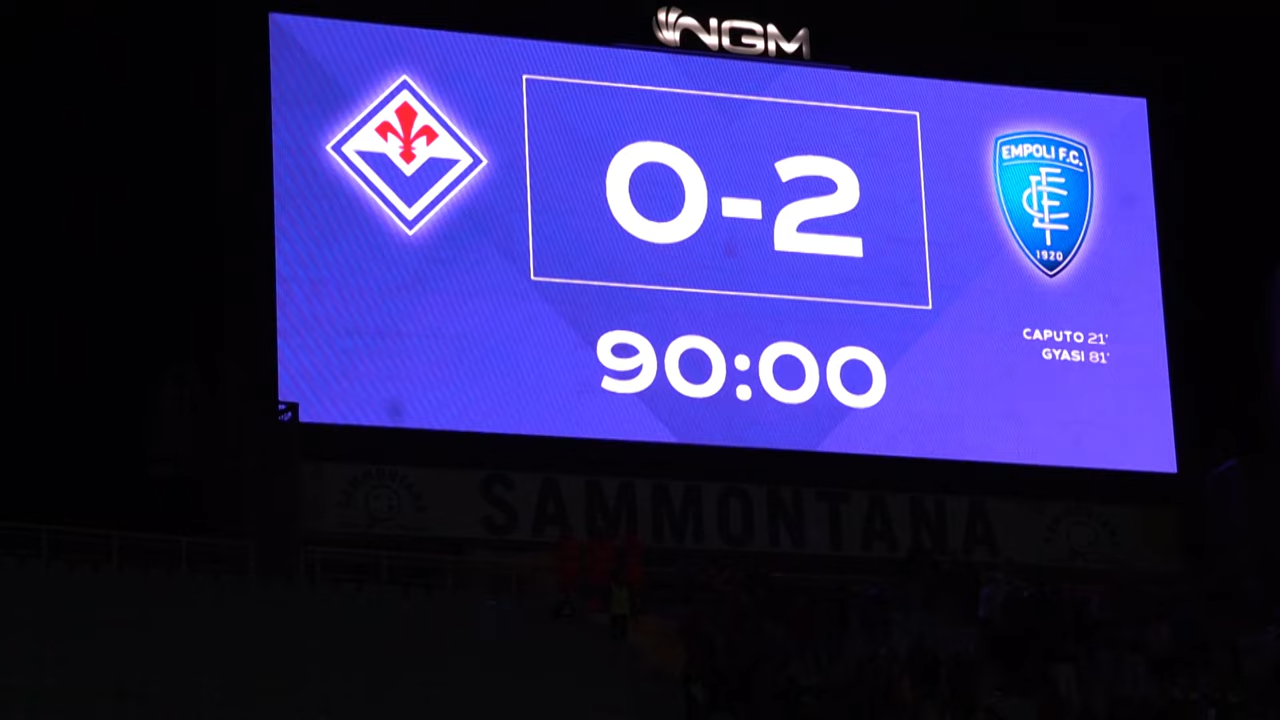 NGM
0-2
EMPOLI F.C.
1920
90:00
CAPUTO 21'
GYASI 81'
SAMMONTANA